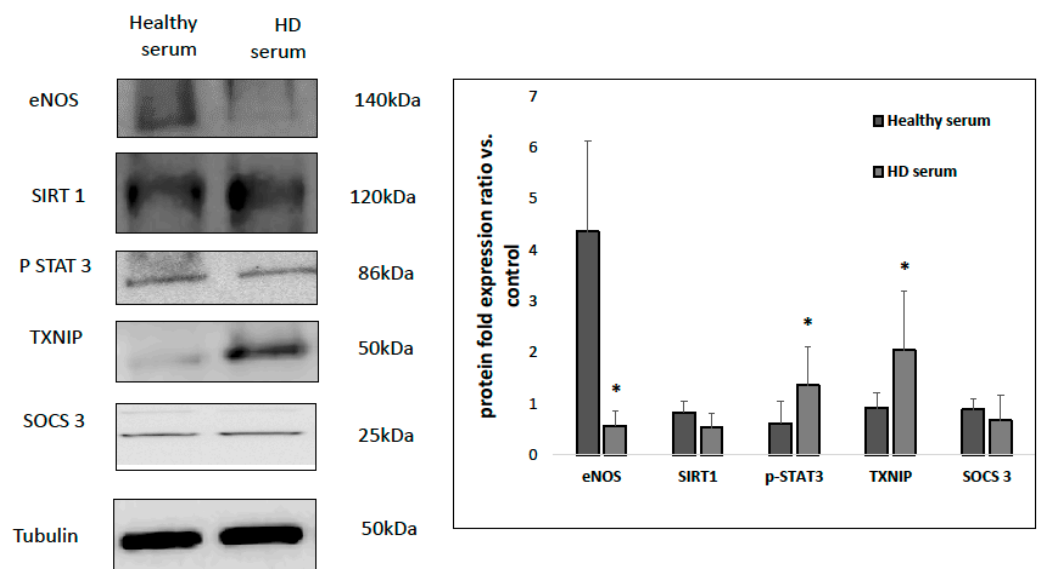 Healthy
serum
HD
serum
eNOS
140kDa
SIRT 1
120kDa
P STAT 3
86kDa
TXNIP
50kDa
SOCS 3
25kDa
Tubulin
50kDa
protein fold expression ratio vs.
control
7
6
5
4
3
2
1
0
Healthy serum
HD serum
*
*
*
eNOS
SIRT1
p-STAT3
TXNIP
SOCS 3